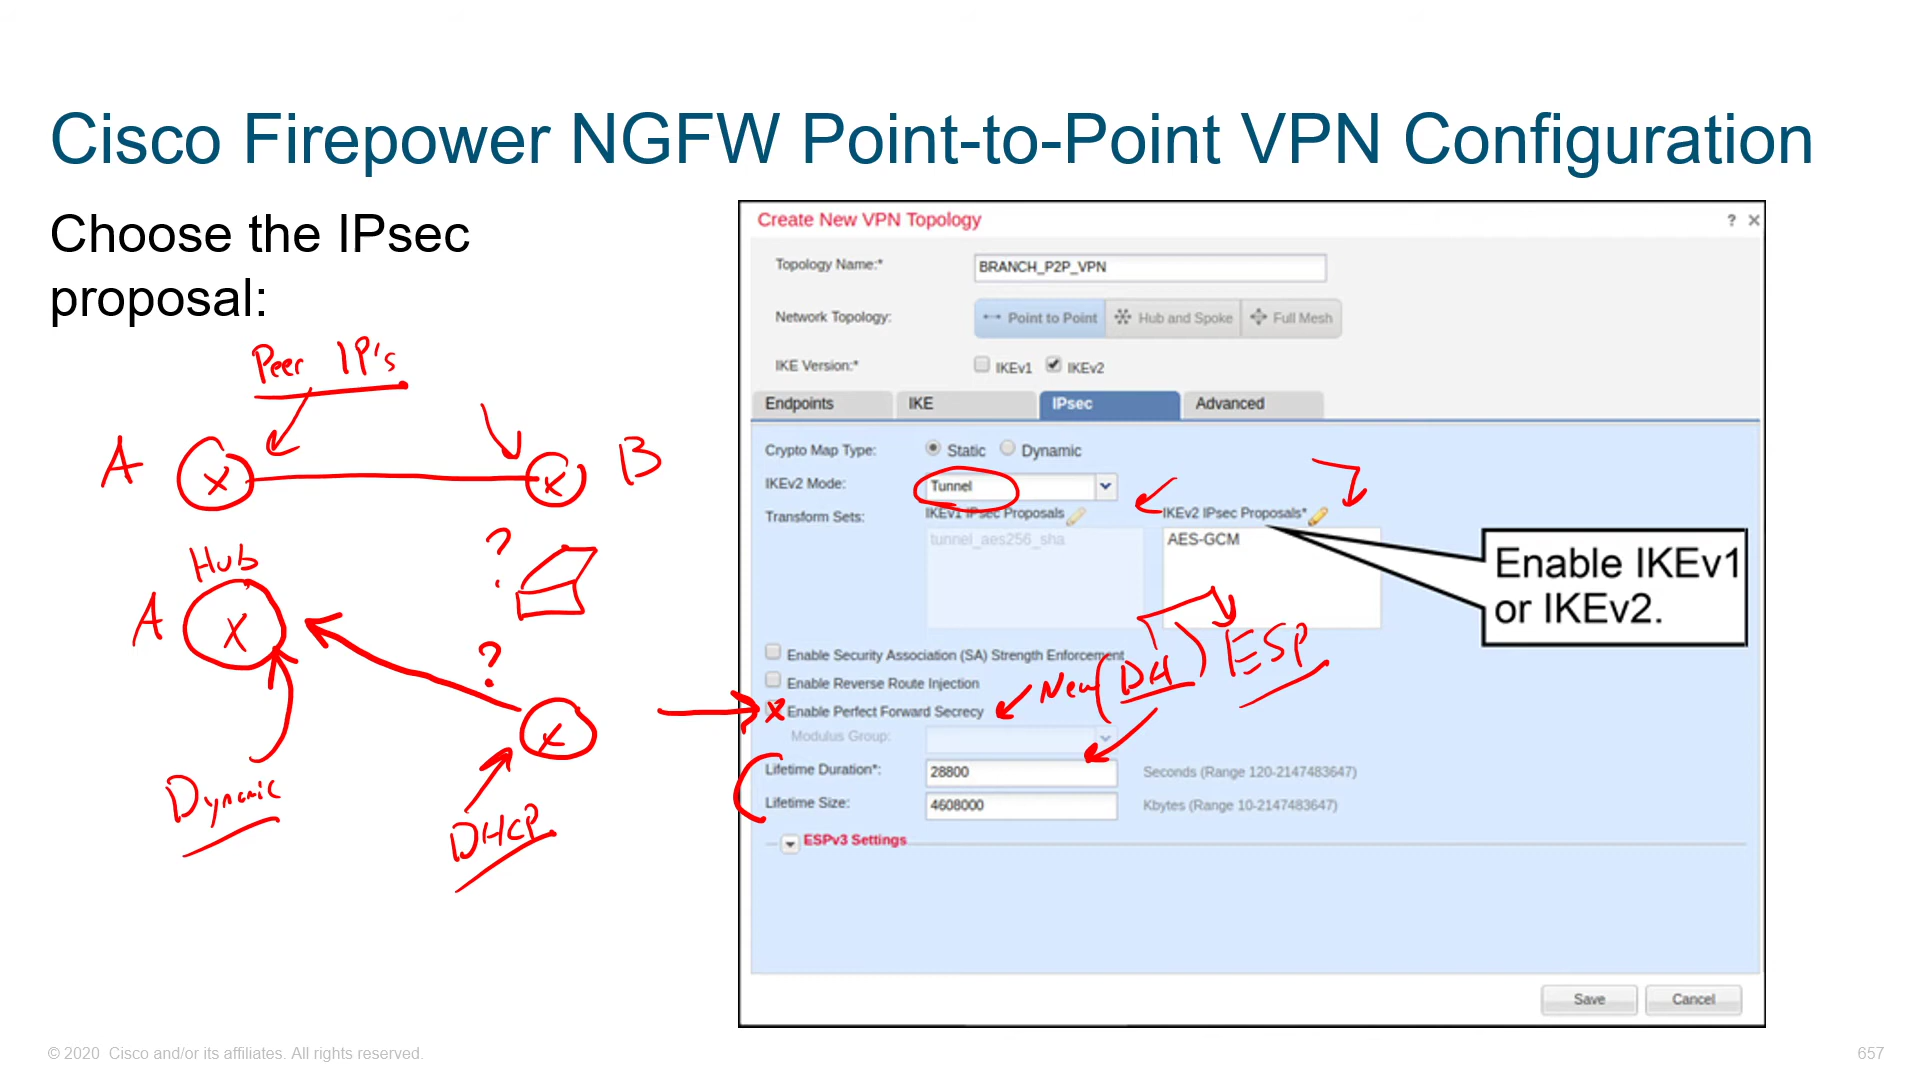 Cisco Firepower NGFW Point-to-Point VPN Configuration
Choose the IPsec
proposal:
Peer IP's
A
B
Hub
?
A
?
Dynamic
DHCP
Create New VPN Topology
? ×
Topology Name:* BRANCH_P2P_VPN
Network Topology: Point to Point Hub and Spoke Full Mesh
IKE Version:* IKEv1 IKEv2
Endpoints IKE IPsec Advanced
Crypto Map Type: Static Dynamic
IKEv2 Mode: Tunnel
Transform Sets: IKEv1 IPsec Proposals IKEv2 IPsec Proposals*
tunnel_aes256_sha AES-GCM
Enable IKEv1
or IKEv2.
Enable Security Association (SA) Strength Enforcement
Enable Reverse Route Injection
New (DH) ESP
Enable Perfect Forward Secrecy
Modulus Group:
Lifetime Duration*: 28800 Seconds (Range 120-2147483647)
Lifetime Size: 4608000 Kbytes (Range 10-2147483647)
ESPv3 Settings
Save Cancel
© 2020 Cisco and/or its affiliates. All rights reserved.
657